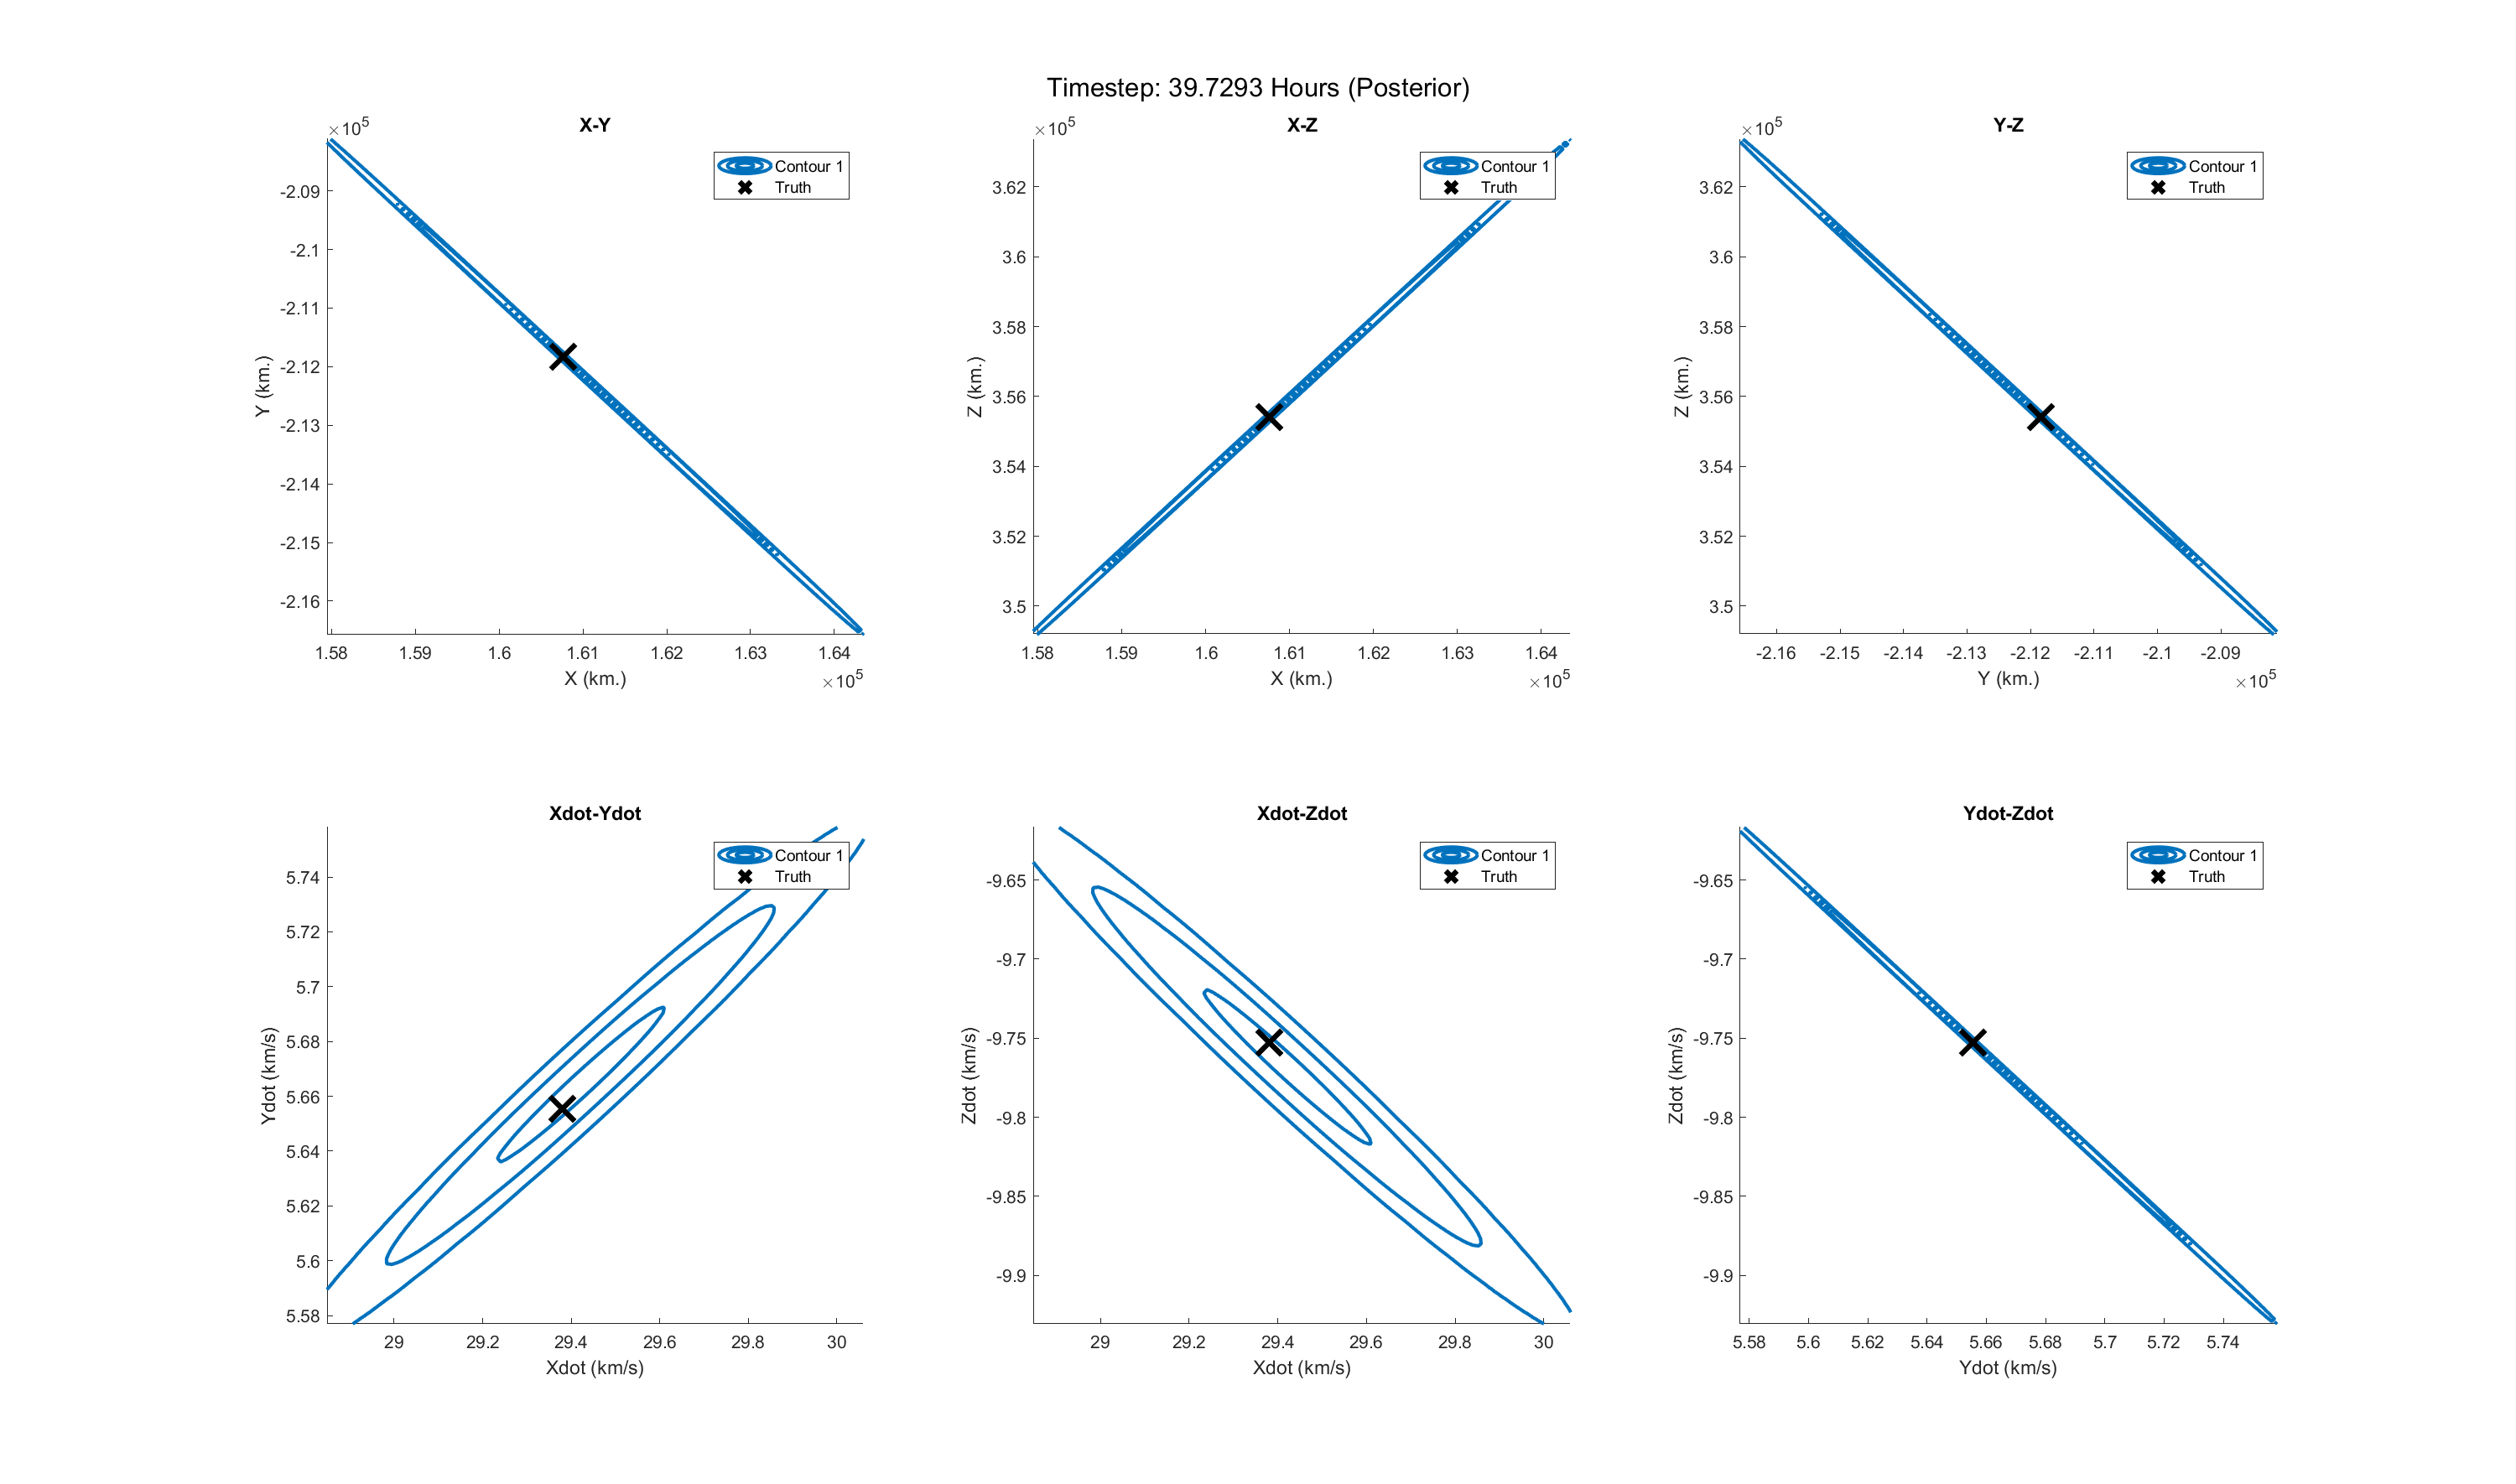 Timestep: 39.7293 Hours (Posterior)
X-Y
×10^5
Contour 1
Truth
-2.09
-2.1
-2.11
-2.12
-2.13
-2.14
-2.15
-2.16
Y (km.)
1.58 1.59 1.6 1.61 1.62 1.63 1.64
X (km.)
×10^5
X-Z
×10^5
Contour 1
Truth
3.62
3.6
3.58
3.56
3.54
3.52
3.5
Z (km.)
1.58 1.59 1.6 1.61 1.62 1.63 1.64
X (km.)
×10^5
Y-Z
×10^5
Contour 1
Truth
3.62
3.6
3.58
3.56
3.54
3.52
3.5
Z (km.)
-2.16 -2.15 -2.14 -2.13 -2.12 -2.11 -2.1 -2.09
Y (km.)
×10^5
Xdot-Ydot
Contour 1
Truth
5.74
5.72
5.7
5.68
5.66
5.64
5.62
5.6
5.58
Ydot (km/s)
29 29.2 29.4 29.6 29.8 30
Xdot (km/s)
Xdot-Zdot
Contour 1
Truth
-9.65
-9.7
-9.75
-9.8
-9.85
-9.9
Zdot (km/s)
29 29.2 29.4 29.6 29.8 30
Xdot (km/s)
Ydot-Zdot
Contour 1
Truth
-9.65
-9.7
-9.75
-9.8
-9.85
-9.9
Zdot (km/s)
5.58 5.6 5.62 5.64 5.66 5.68 5.7 5.72 5.74
Ydot (km/s)